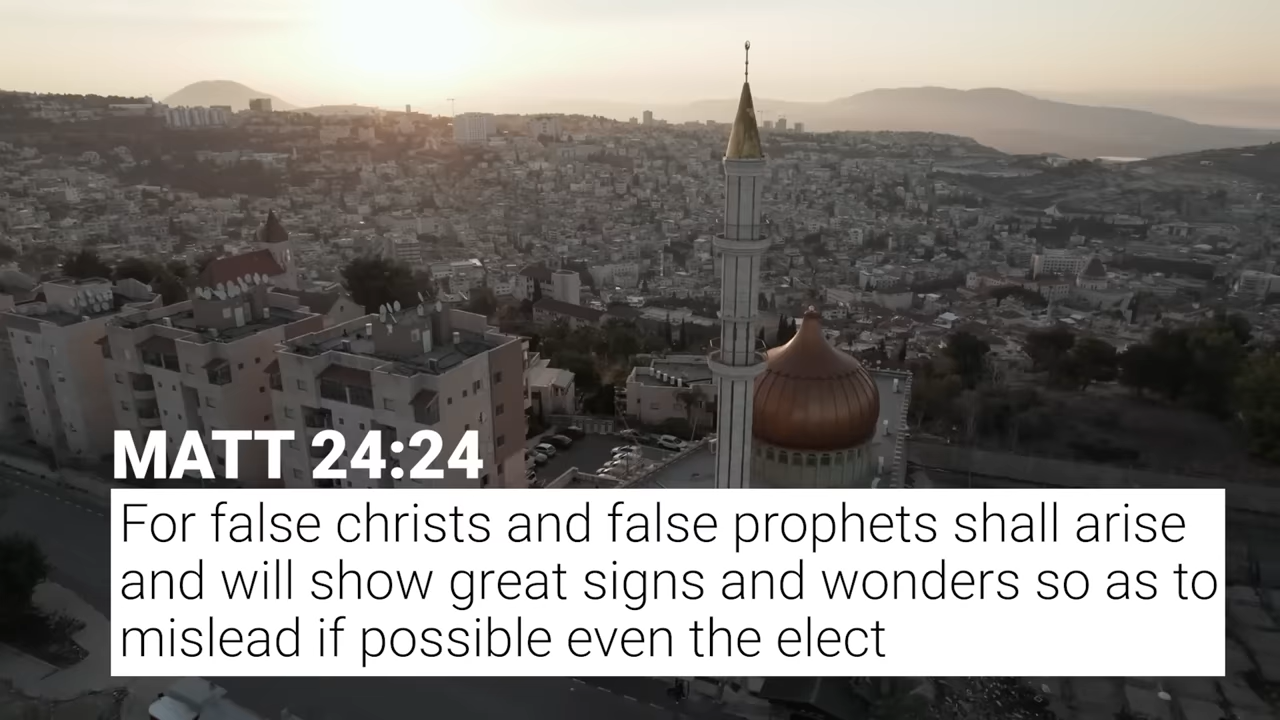 MATT 24:24
For false christs and false prophets shall arise
and will show great signs and wonders so as to
mislead if possible even the elect